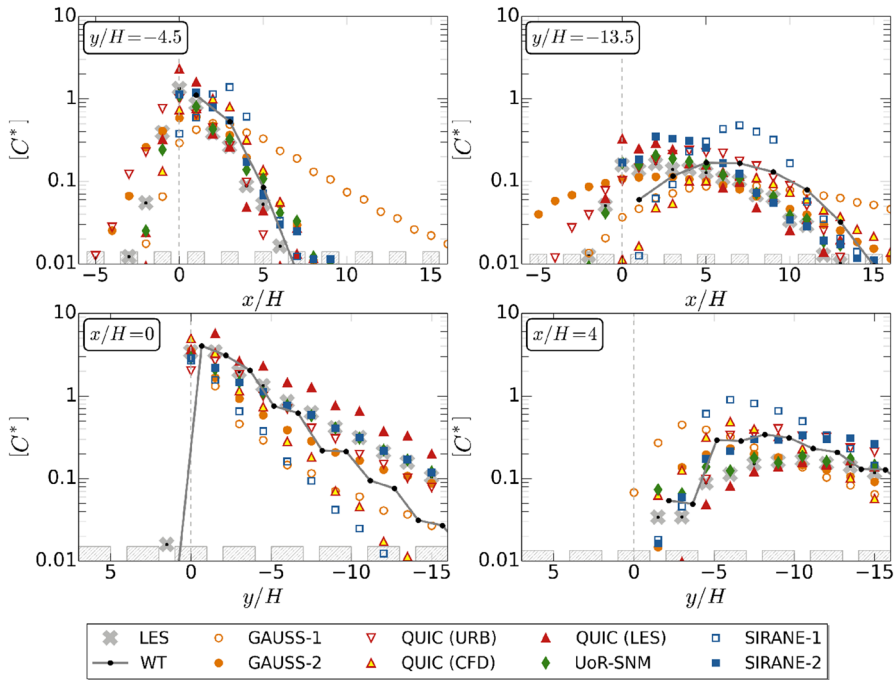 10
y/H=−4.5
1
[C*]
0.1
0.01
−5 0 5 10 15
x/H
10
y/H=−13.5
1
[C*]
0.1
0.01
−5 0 5 10 15
x/H
10
x/H=0
1
[C*]
0.1
0.01
5 0 −5 −10 −15
y/H
10
x/H=4
1
[C*]
0.1
0.01
5 0 −5 −10 −15
y/H
LES GAUSS-1 QUIC (URB) QUIC (LES) SIRANE-1
WT GAUSS-2 QUIC (CFD) UoR-SNM SIRANE-2